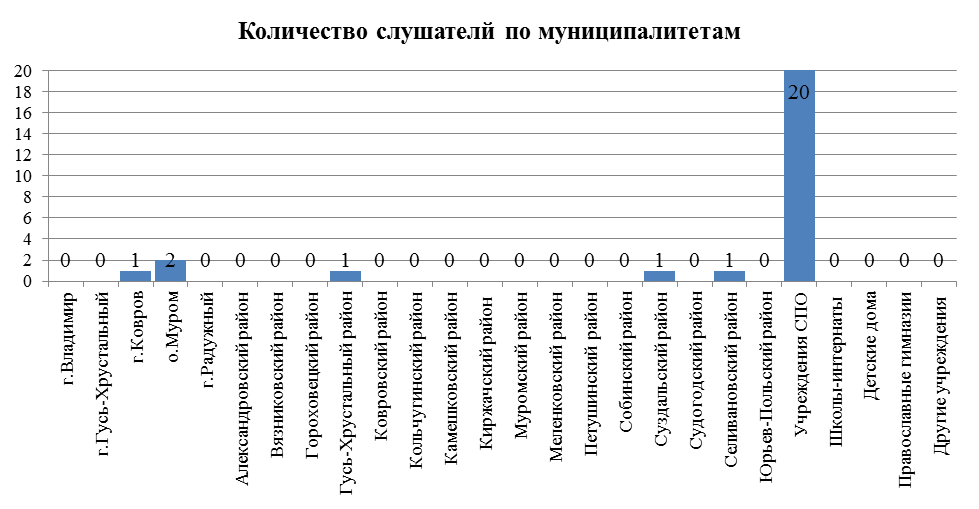 Количество слушателй по муниципалитетам
20
18
16
14
12
10
8
6
4
2
0
0 0 1 2 0 0 0 0 1 0 0 0 0 0 0 0 0 1 0 1 0 20 0 0 0 0
г.Владимир
г.Гусь-Хрустальный
г.Ковров
о.Муром
г.Радужный
Александровский район
Вязниковский район
Гороховецкий район
Гусь-Хрустальный район
Ковровский район
Кольчугинский район
Камешковский район
Киржачский район
Муромский район
Меленковский район
Петушинский район
Собинский район
Суздальский район
Судогодский район
Селивановский район
Юрьев-Польский район
Учреждения СПО
Школы-интернаты
Детские дома
Православные гимназии
Другие учреждения